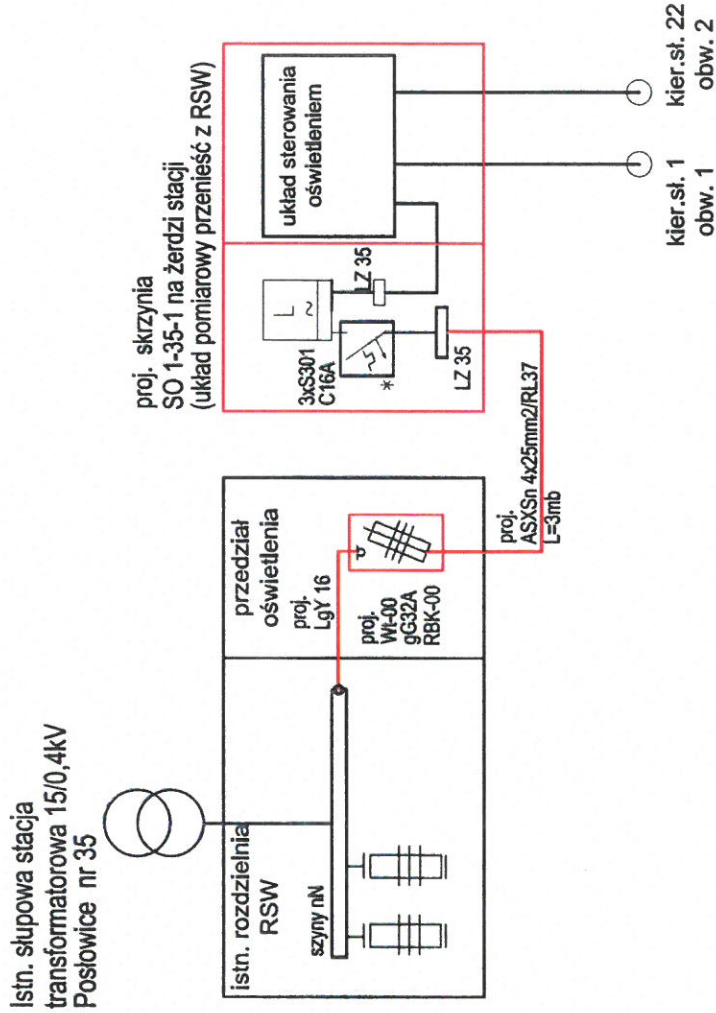 Istn. słupowa stacja
transformatorowa 15/0,4kV
Posłowice nr 35
istn. rozdzielnia
RSW
szyny nN
przedział
oświetlenia
proj.
LgY 16
proj.
Wt-00
gG32A
RBK-00
proj.
ASXSn 4x25mm2/RL37
L=3mb
proj. skrzynia
SO 1-35-1 na żerdzi stacji
(układ pomiarowy przenieść z RSW)
L
~
3xS301
C16A
*
LZ 35
LZ 35
układ sterowania
oświetleniem
kier.sł. 1
obw. 1
kier.sł. 22
obw. 2